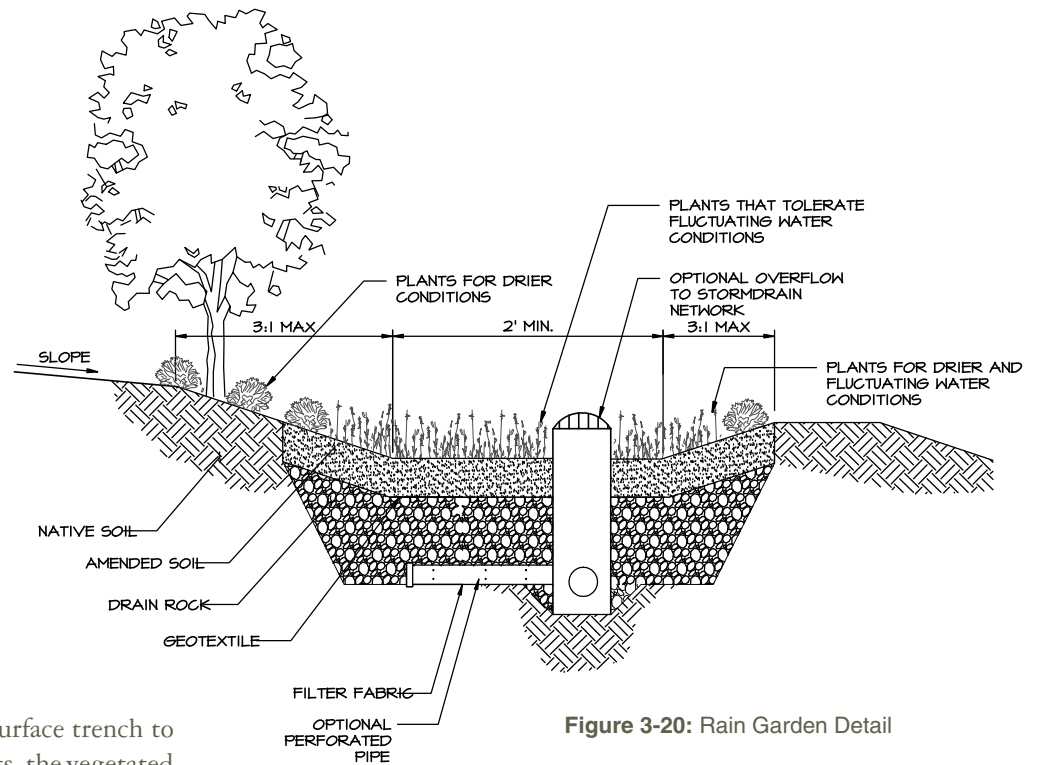 PLANTS THAT TOLERATE
FLUCTUATING WATER
CONDITIONS
PLANTS FOR DRIER
CONDITIONS
OPTIONAL OVERFLOW
TO STORMDRAIN
NETWORK
3:1 MAX
2' MIN.
3:1 MAX
SLOPE
PLANTS FOR DRIER AND
FLUCTUATING WATER
CONDITIONS
NATIVE SOIL
AMENDED SOIL
DRAIN ROCK
GEOTEXTILE
FILTER FABRIC
OPTIONAL
PERFORATED
PIPE
Figure 3-20: Rain Garden Detail
urface trench to
the vegetated